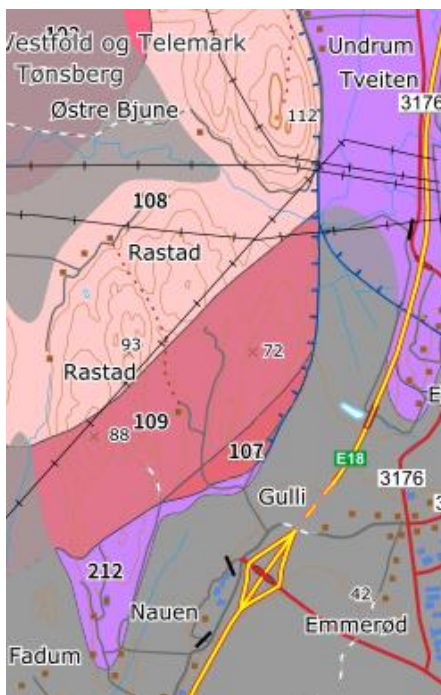 Vestfold og Telemark
Tønsberg
Undrum
Tveiten
3176
Østre Bjune
112
108
Rastad
93
72
Rastad
109
88
107
E18
3176
Gulli
212
42
Nauen
Emmerød
Fadum